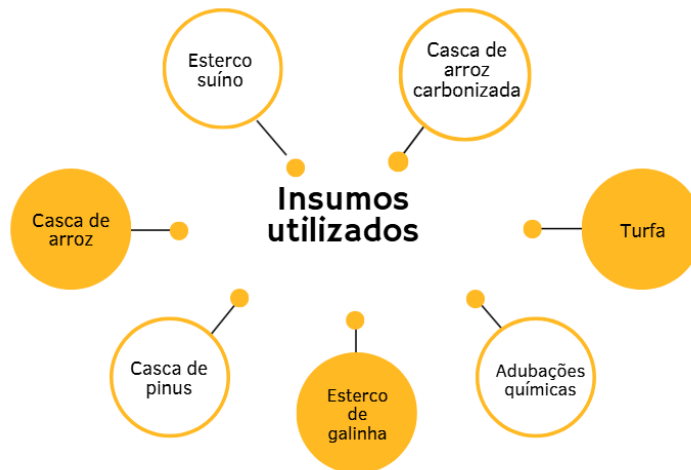 Esterco
suíno
Casca de
arroz
carbonizada
Insumos
utilizados
Casca de
arroz
Turfa
Casca de
pinus
Esterco
de
galinha
Adubações
químicas